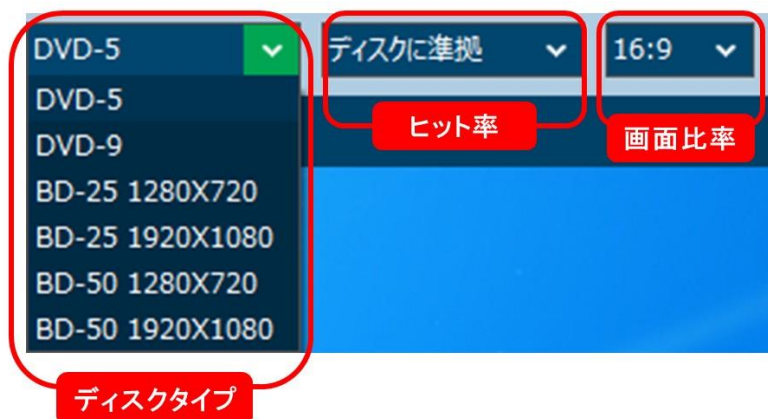 DVD-5
ディスクに準拠
16:9
DVD-5
DVD-9
BD-25 1280X720
BD-25 1920X1080
BD-50 1280X720
BD-50 1920X1080
ヒット率
画面比率
ディスクタイプ